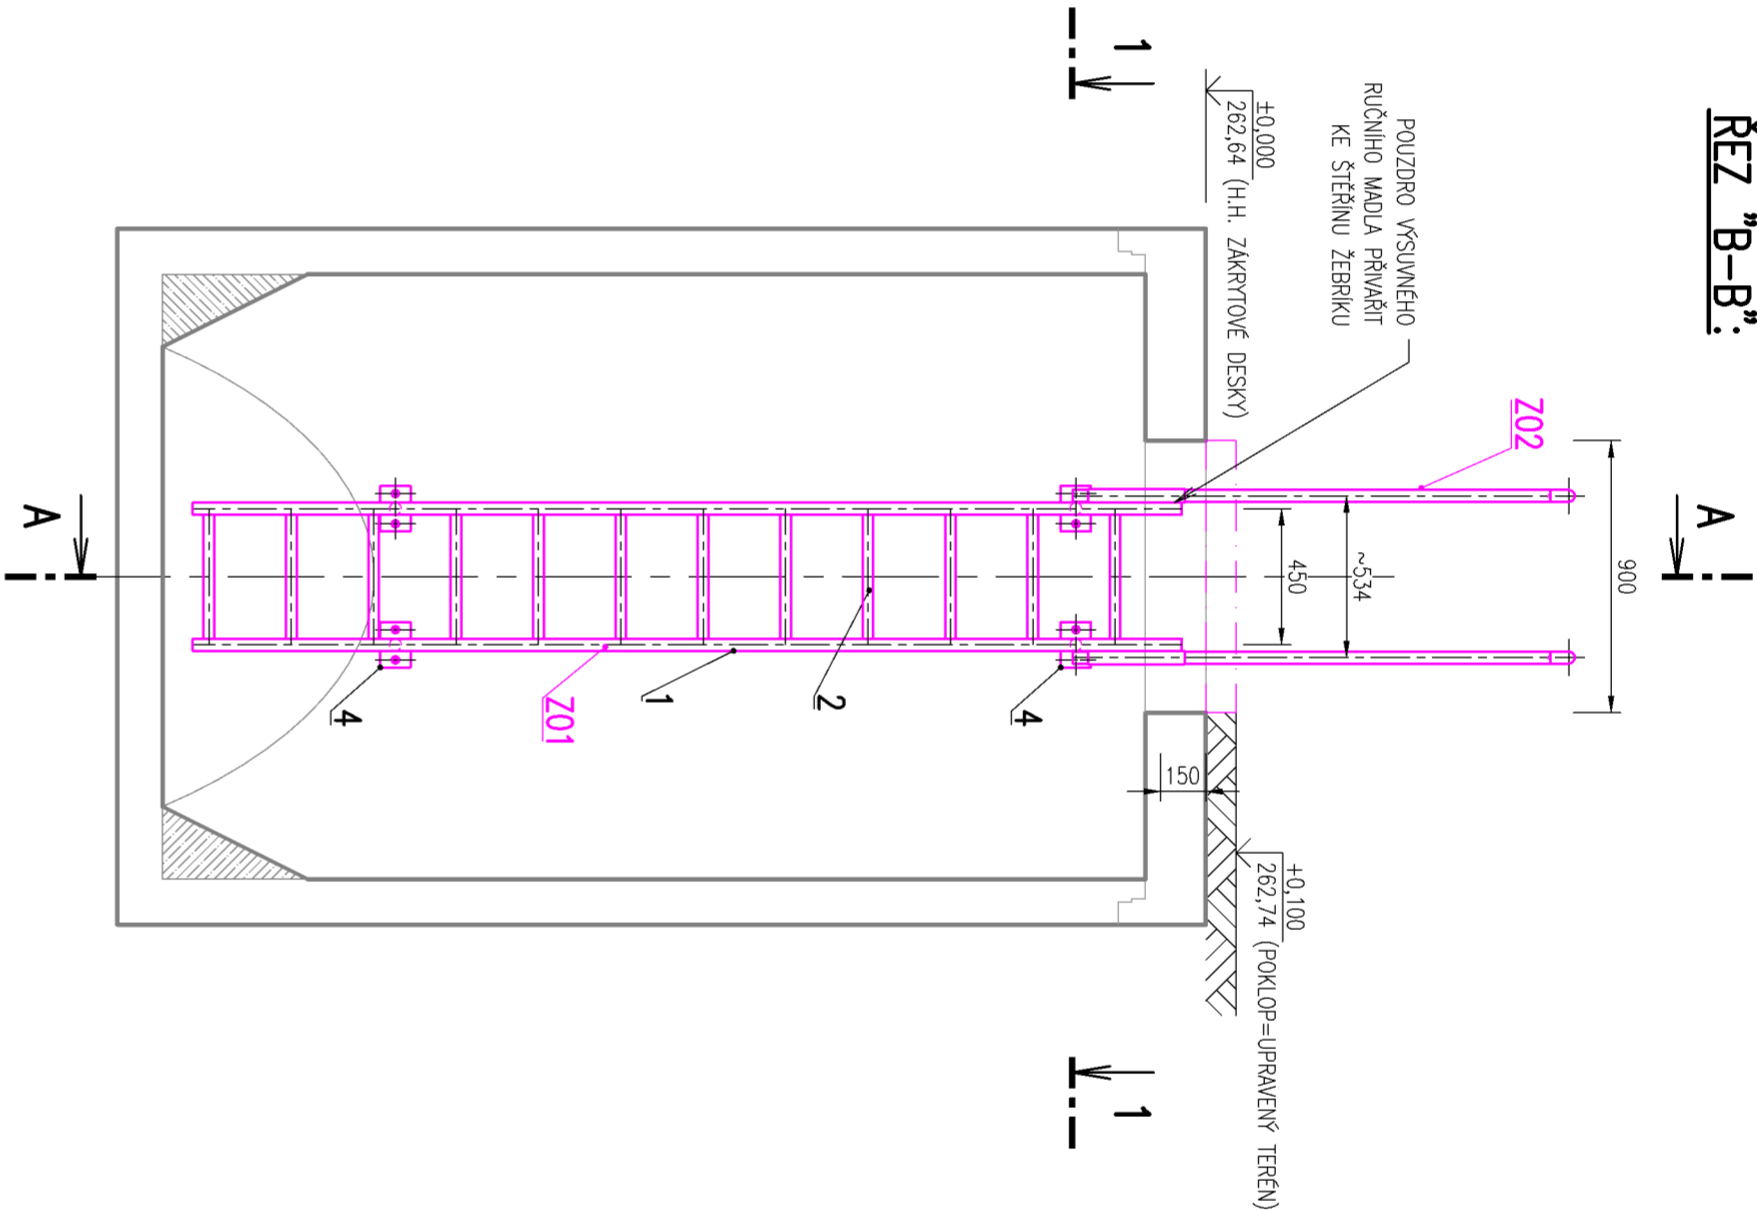 ŘEZ "B–B":
A
900
Z02
~534
450
POUZDRO VÝSUVNÉHO
RUČNÍHO MADLA PŘIVAŘIT
KE ŠTĚŘÍNU ŽEBŘÍKU
+0,100
262,74 (POKLOP=UPRAVENÝ TERÉN)
±0,000
262,64 (H.H. ZÁKRYTOVÉ DESKY)
150
1
1
4
2
1
Z01
4
A